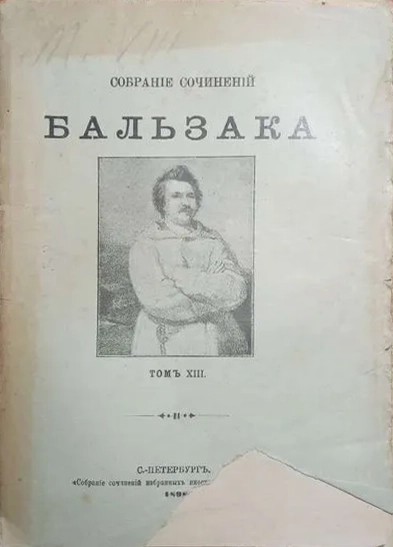 СОБРАНІЕ СОЧИНЕНІЙ
БАЛЬЗАКА
ТОМЪ XIII.
С.-ПЕТЕРБУРГЪ.
«Собраніе сочиненій избранныхъ